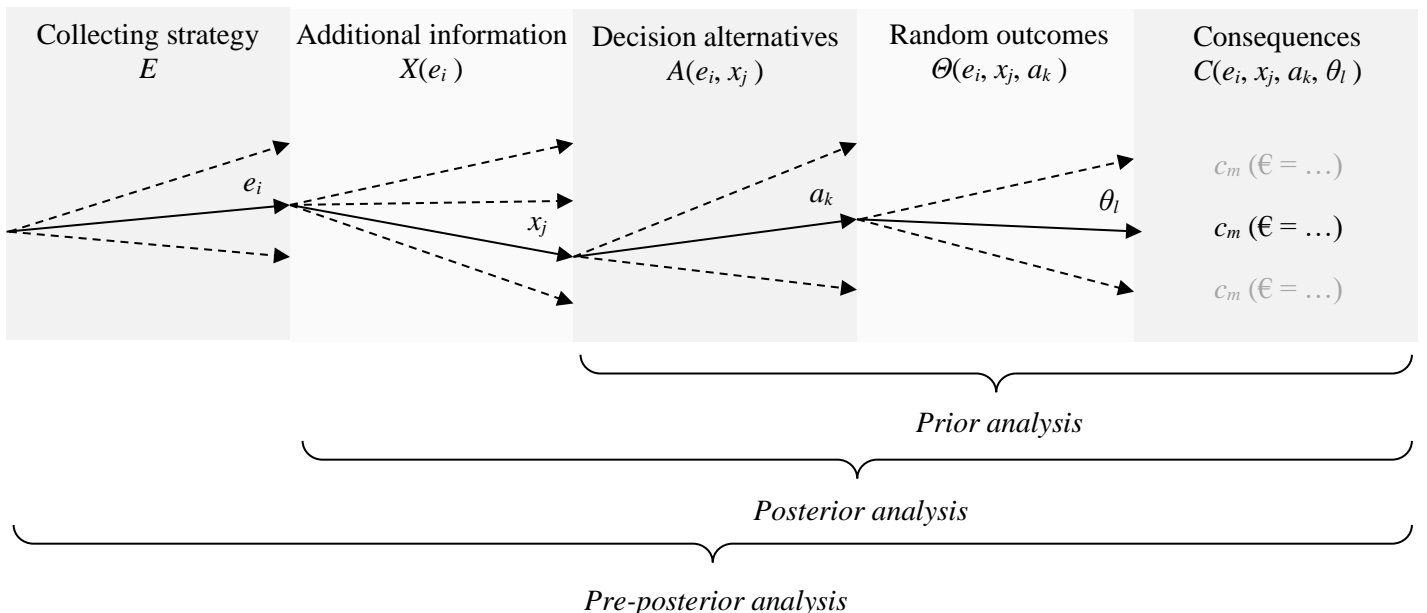 Collecting strategy
E
Additional information
X(eᵢ )
Decision alternatives
A(eᵢ, xⱼ )
Random outcomes
Θ(eᵢ, xⱼ, aₖ )
Consequences
C(eᵢ, xⱼ, aₖ, θₗ )
eᵢ
xⱼ
aₖ
θₗ
cₘ (€ = …)
cₘ (€ = …)
cₘ (€ = …)
Prior analysis
Posterior analysis
Pre-posterior analysis